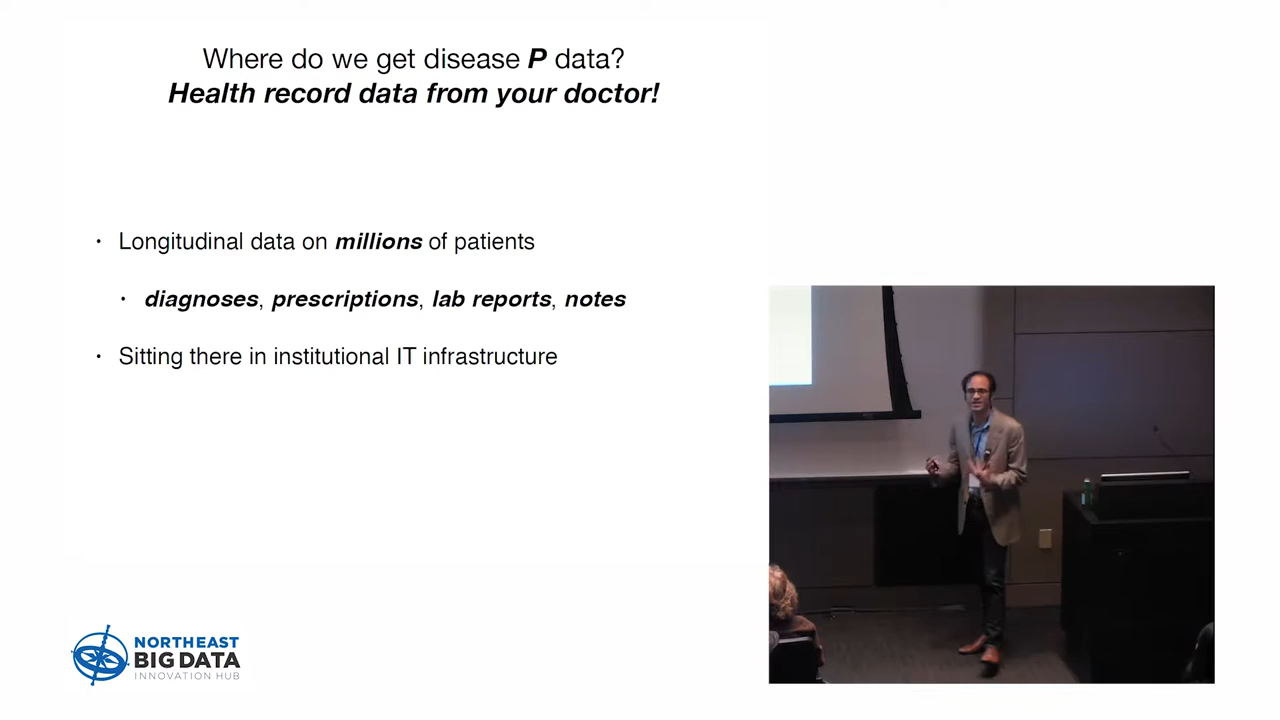 Where do we get disease P data?
Health record data from your doctor!
• Longitudinal data on millions of patients
• diagnoses, prescriptions, lab reports, notes
• Sitting there in institutional IT infrastructure
NORTHEAST
BIG DATA
INNOVATION HUB